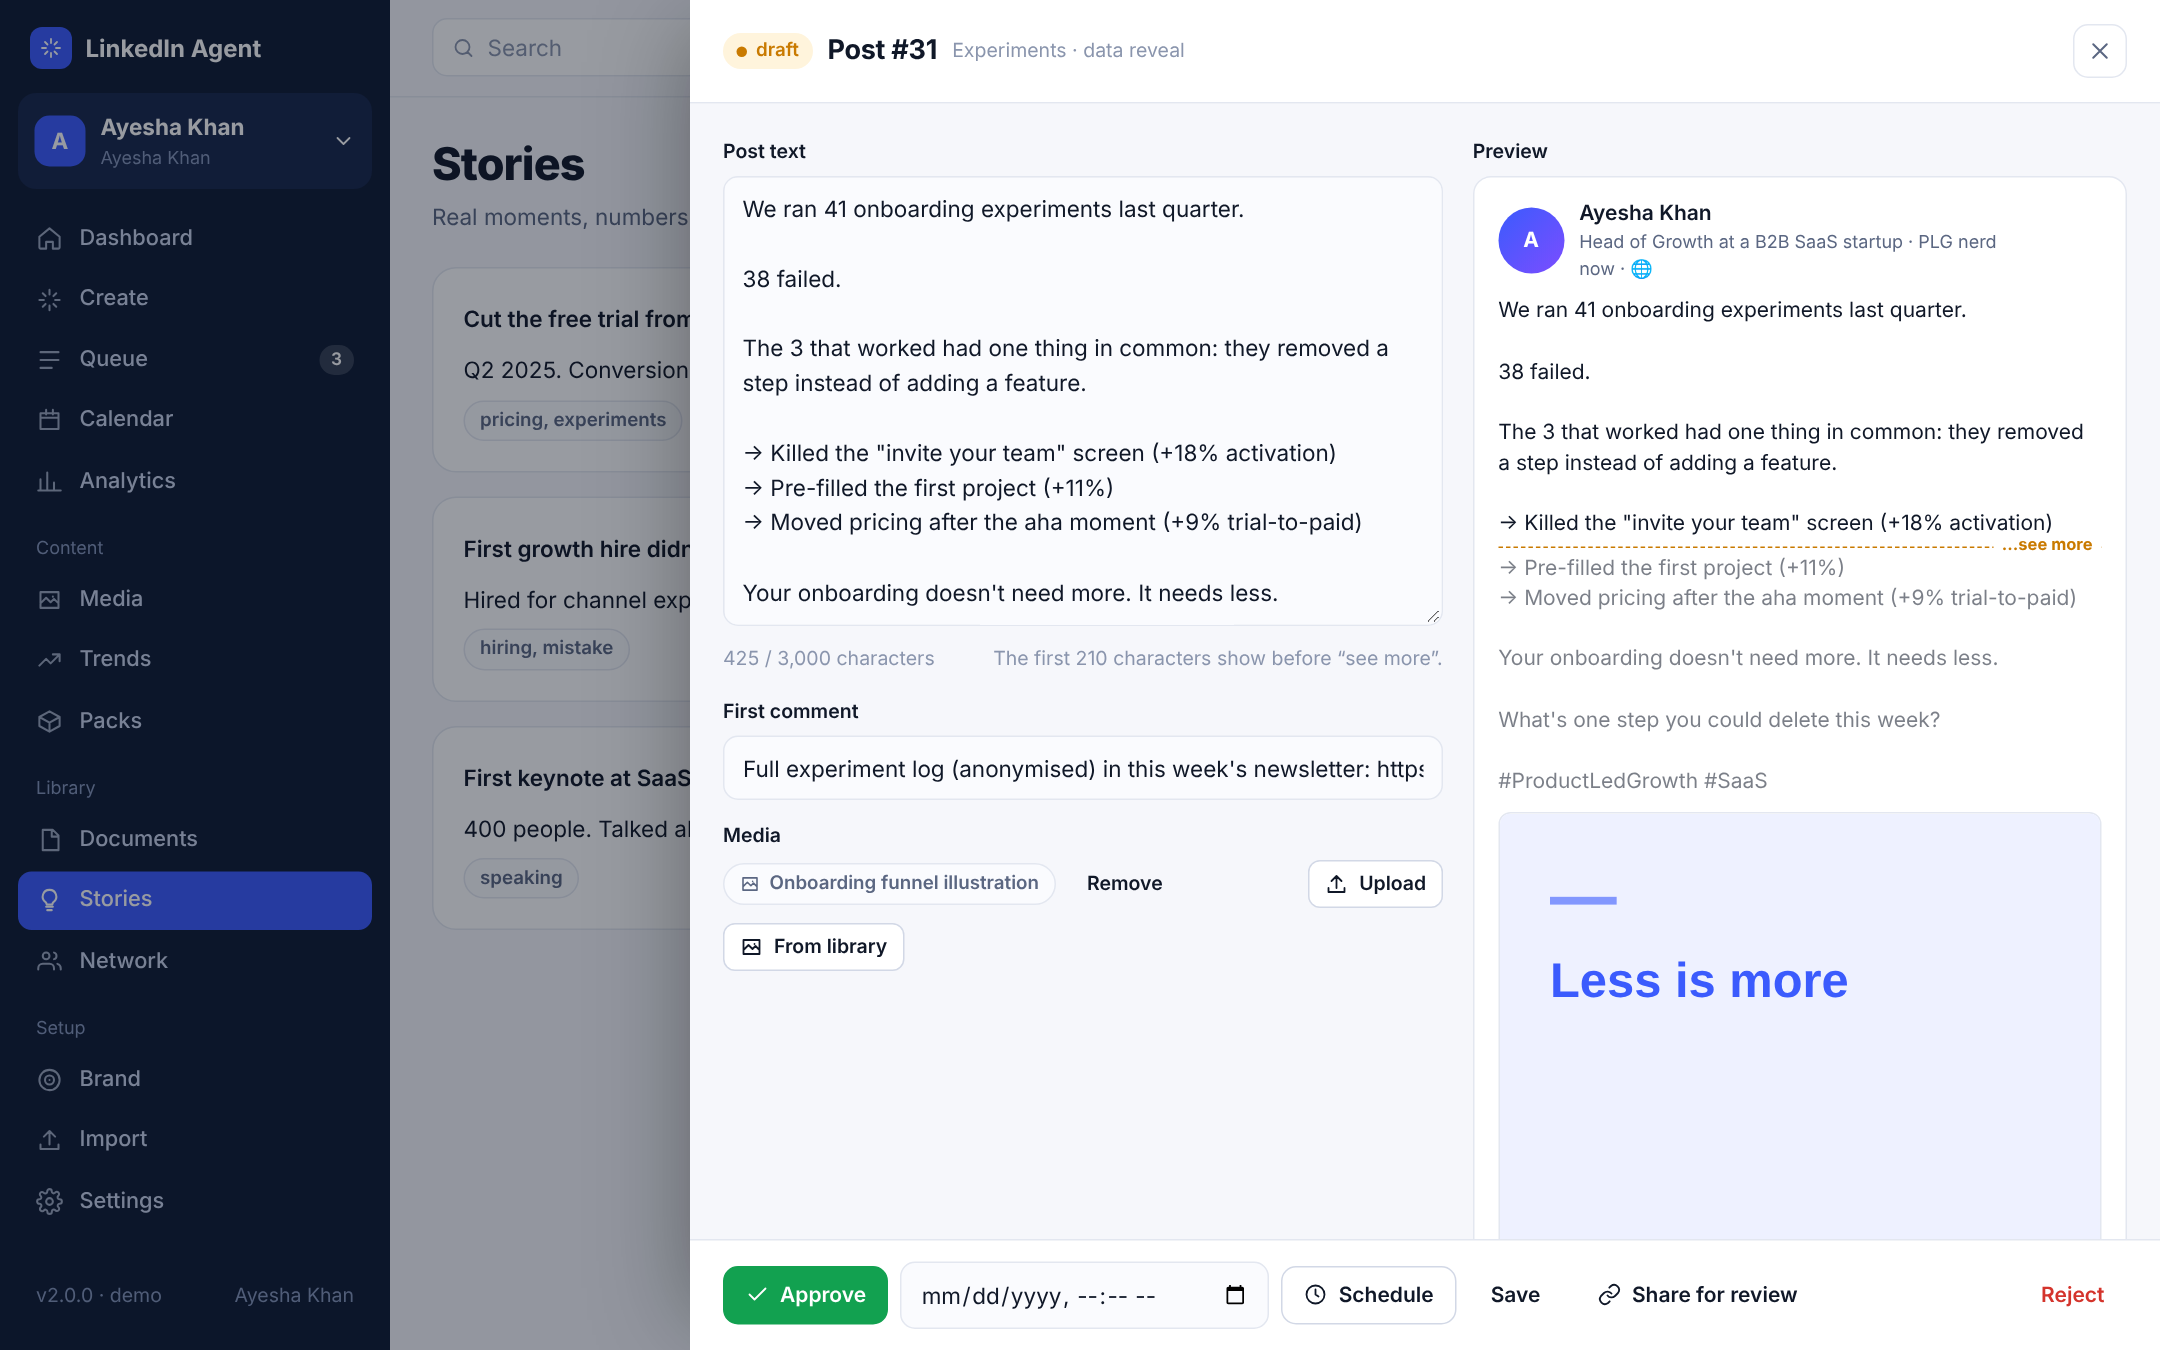 LinkedIn Agent
A
Ayesha Khan
Ayesha Khan
Dashboard
Create
Queue
3
Calendar
Analytics
Content
Media
Trends
Packs
Library
Documents
Stories
Network
Setup
Brand
Import
Settings
v2.0.0 · demo
Ayesha Khan
Search
Stories
Real moments, numbers
Cut the free trial from
Q2 2025. Conversion
pricing, experiments
First growth hire didn
Hired for channel exp
hiring, mistake
First keynote at SaaS
400 people. Talked a
speaking
draft
Post #31
Experiments · data reveal
Post text
We ran 41 onboarding experiments last quarter.
38 failed.
The 3 that worked had one thing in common: they removed a
step instead of adding a feature.
→ Killed the "invite your team" screen (+18% activation)
→ Pre-filled the first project (+11%)
→ Moved pricing after the aha moment (+9% trial-to-paid)
Your onboarding doesn't need more. It needs less.
425 / 3,000 characters
The first 210 characters show before “see more”.
First comment
Full experiment log (anonymised) in this week's newsletter: https
Media
Onboarding funnel illustration
Remove
Upload
From library
Preview
A
Ayesha Khan
Head of Growth at a B2B SaaS startup · PLG nerd
now · 🌐
We ran 41 onboarding experiments last quarter.
38 failed.
The 3 that worked had one thing in common: they removed
a step instead of adding a feature.
→ Killed the "invite your team" screen (+18% activation)
...see more
→ Pre-filled the first project (+11%)
→ Moved pricing after the aha moment (+9% trial-to-paid)
Your onboarding doesn't need more. It needs less.
What's one step you could delete this week?
#ProductLedGrowth #SaaS
Less is more
Approve
mm/dd/yyyy, --:-- --
Schedule
Save
Share for review
Reject